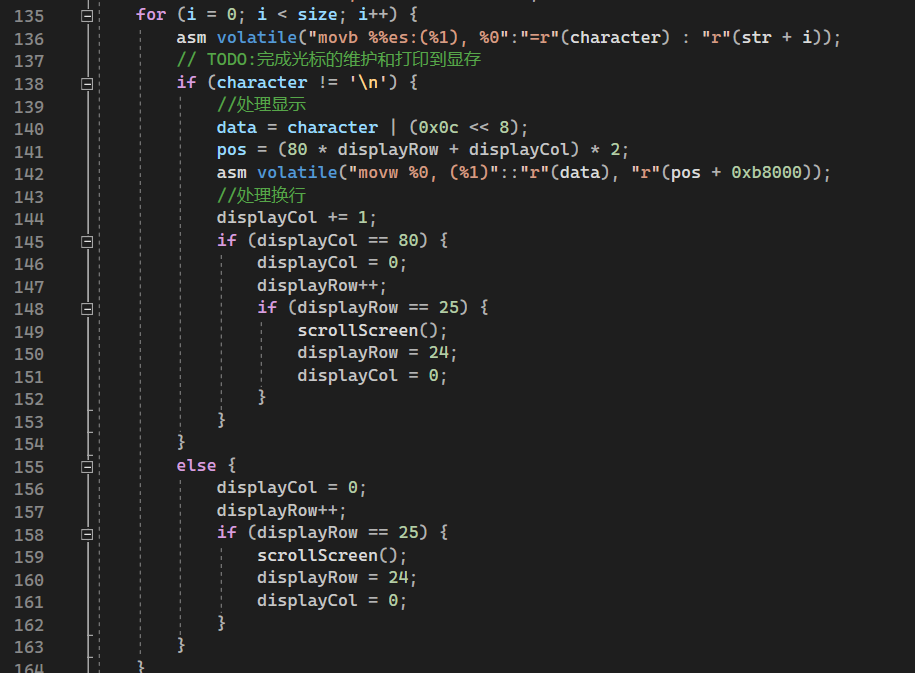 135 for (i = 0; i < size; i++) {
136 asm volatile("movb %%es:(%1), %0":"=r"(character) : "r"(str + i));
137 // TODO:完成光标的维护和打印到显存
138 if (character != '\n') {
139 //处理显示
140 data = character | (0x0c << 8);
141 pos = (80 * displayRow + displayCol) * 2;
142 asm volatile("movw %0, (%1)"::"r"(data), "r"(pos + 0xb8000));
143 //处理换行
144 displayCol += 1;
145 if (displayCol == 80) {
146 displayCol = 0;
147 displayRow++;
148 if (displayRow == 25) {
149 scrollScreen();
150 displayRow = 24;
151 displayCol = 0;
152 }
153 }
154 }
155 else {
156 displayCol = 0;
157 displayRow++;
158 if (displayRow == 25) {
159 scrollScreen();
160 displayRow = 24;
161 displayCol = 0;
162 }
163 }
164 }